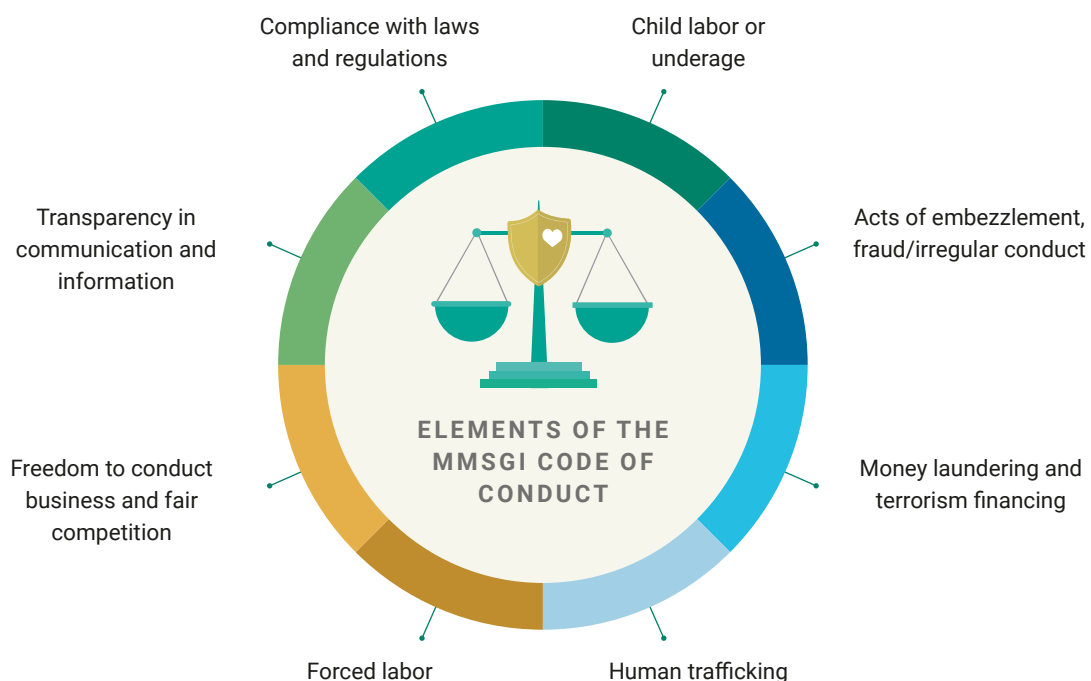 Compliance with laws
and regulations
Child labor or
underage
Transparency in
communication and
information
Acts of embezzlement,
fraud/irregular conduct
ELEMENTS OF THE
MMSGI CODE OF
CONDUCT
Freedom to conduct
business and fair
competition
Money laundering and
terrorism financing
Forced labor
Human trafficking